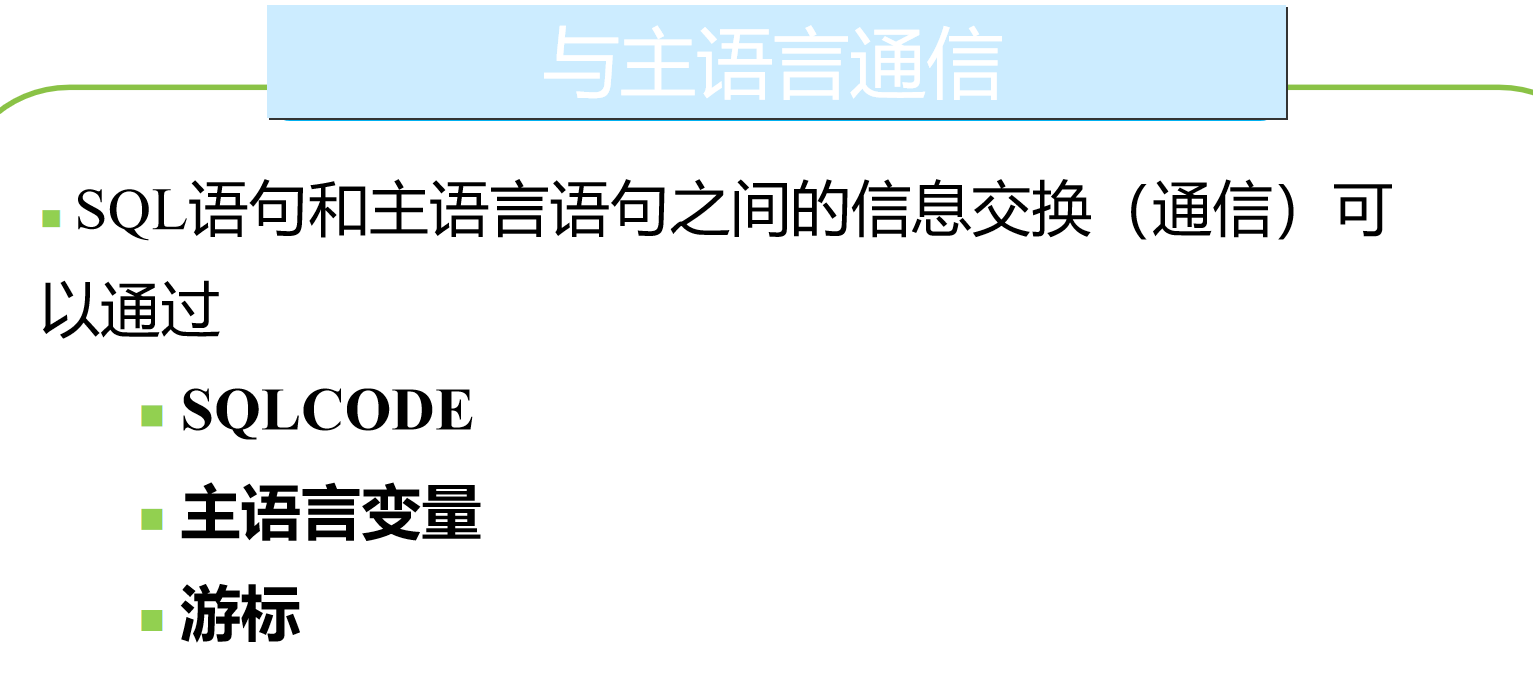 与主语言通信
SQL语句和主语言语句之间的信息交换（通信）可
以通过
SQLCODE
主语言变量
游标